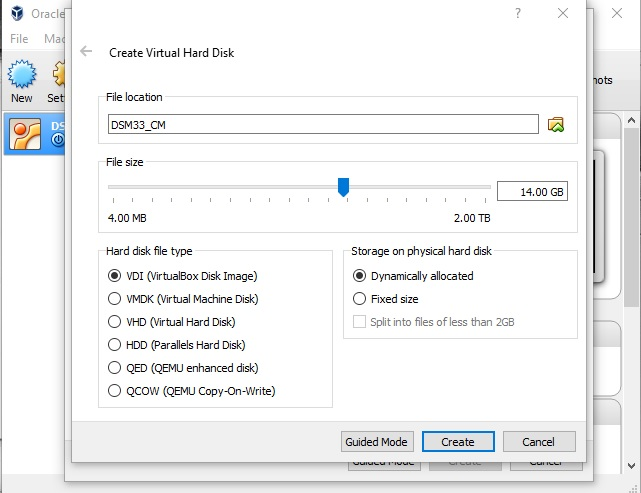 Oracle
?
File
Mac
Create Virtual Hard Disk
New
Sett
nots
DS
File location
DSM33_CM
File size
14.00 GB
4.00 MB
2.00 TB
Hard disk file type
VDI (VirtualBox Disk Image)
VMDK (Virtual Machine Disk)
VHD (Virtual Hard Disk)
HDD (Parallels Hard Disk)
QED (QEMU enhanced disk)
QCOW (QEMU Copy-On-Write)
Storage on physical hard disk
Dynamically allocated
Fixed size
Split into files of less than 2GB
Guided Mode
Create
Cancel
Guided Mode
Create
Cancel